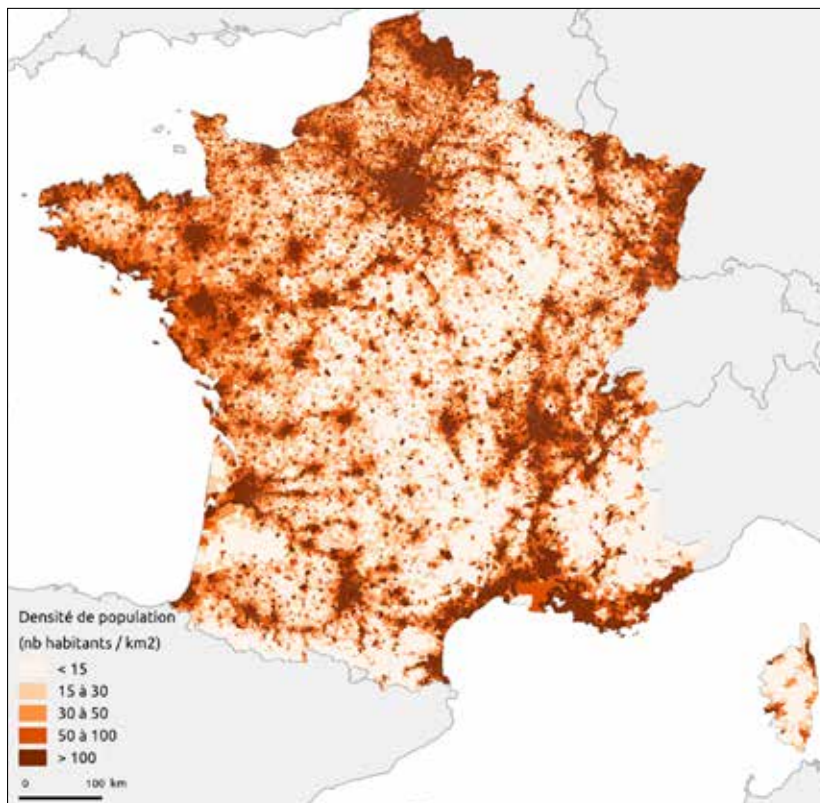 Densité de population
(nb habitants / km2)
< 15
15 à 30
30 à 50
50 à 100
> 100
0 100 km